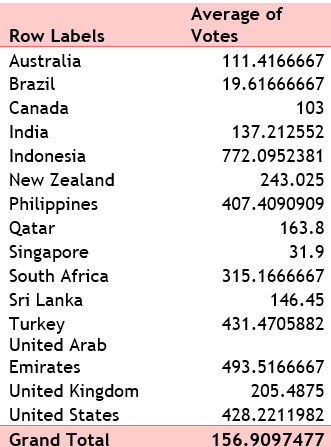 Average of
Row Labels Votes
Australia 111.4166667
Brazil 19.61666667
Canada 103
India 137.212552
Indonesia 772.0952381
New Zealand 243.025
Philippines 407.4090909
Qatar 163.8
Singapore 31.9
South Africa 315.1666667
Sri Lanka 146.45
Turkey 431.4705882
United Arab
Emirates 493.5166667
United Kingdom 205.4875
United States 428.2211982
Grand Total 156.9097477